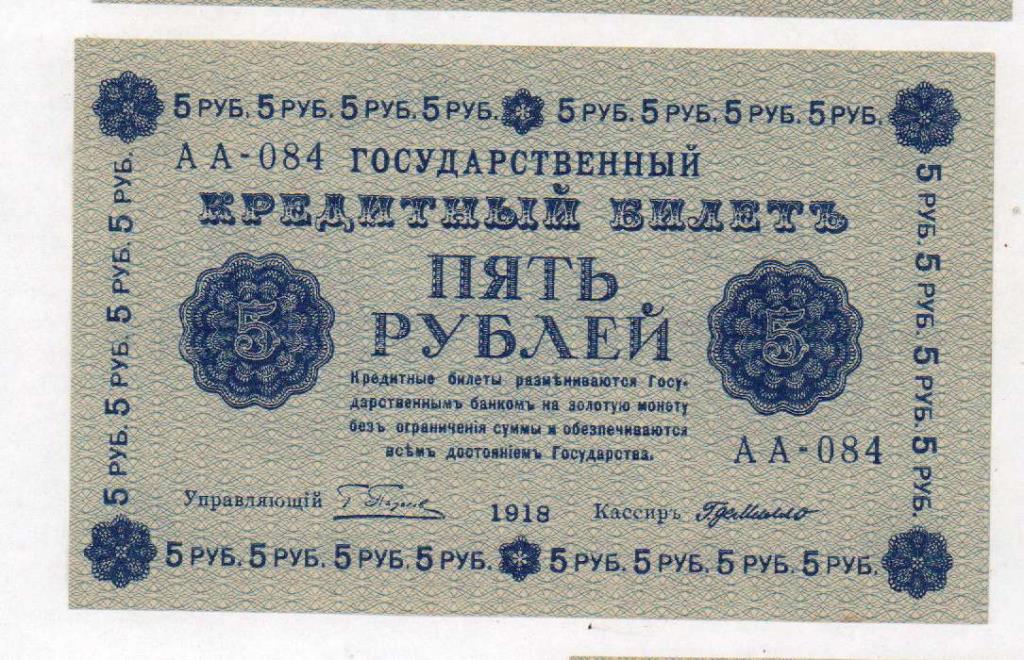 5 РУБ. 5 РУБ. 5 РУБ. 5 РУБ. 5 РУБ. 5 РУБ. 5 РУБ. 5 РУБ.
АА-084 ГОСУДАРСТВЕННЫЙ
КРЕДИТНЫЙ БИЛЕТЪ
5 ПЯТЬ 5
РУБЛЕЙ
Кредитные билеты размѣниваются Госу-
дарственнымъ банкомъ на золотую монету
безъ ограниченія суммы и обезпечиваются
всѣмъ достояніемъ Государства.
АА-084
Управляющій
1918 Кассиръ
5 РУБ. 5 РУБ. 5 РУБ. 5 РУБ. 5 РУБ. 5 РУБ. 5 РУБ. 5 РУБ.
5 РУБ. 5 РУБ. 5 РУБ. 5 РУБ.
5 РУБ. 5 РУБ. 5 РУБ. 5 РУБ.